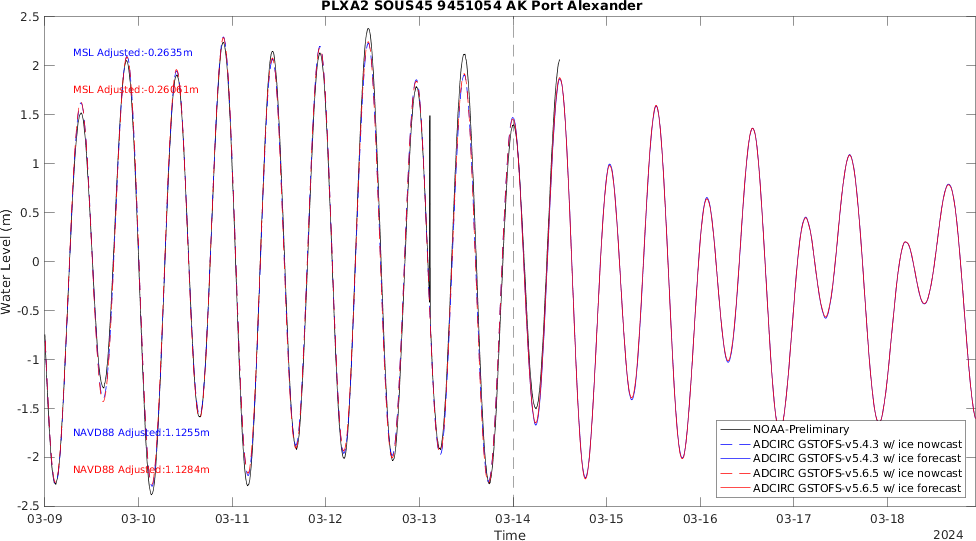 PLXA2 SOUS45 9451054 AK Port Alexander
2.5
2
1.5
1
0.5
0
-0.5
-1
-1.5
-2
-2.5
Water Level (m)
MSL Adjusted:-0.2635m
MSL Adjusted:-0.26061m
NAVD88 Adjusted:1.1255m
NAVD88 Adjusted:1.1284m
NOAA-Preliminary
ADCIRC GSTOFS-v5.4.3 w/ ice nowcast
ADCIRC GSTOFS-v5.4.3 w/ ice forecast
ADCIRC GSTOFS-v5.6.5 w/ ice nowcast
ADCIRC GSTOFS-v5.6.5 w/ ice forecast
03-09 03-10 03-11 03-12 03-13 03-14 03-15 03-16 03-17 03-18
Time
2024